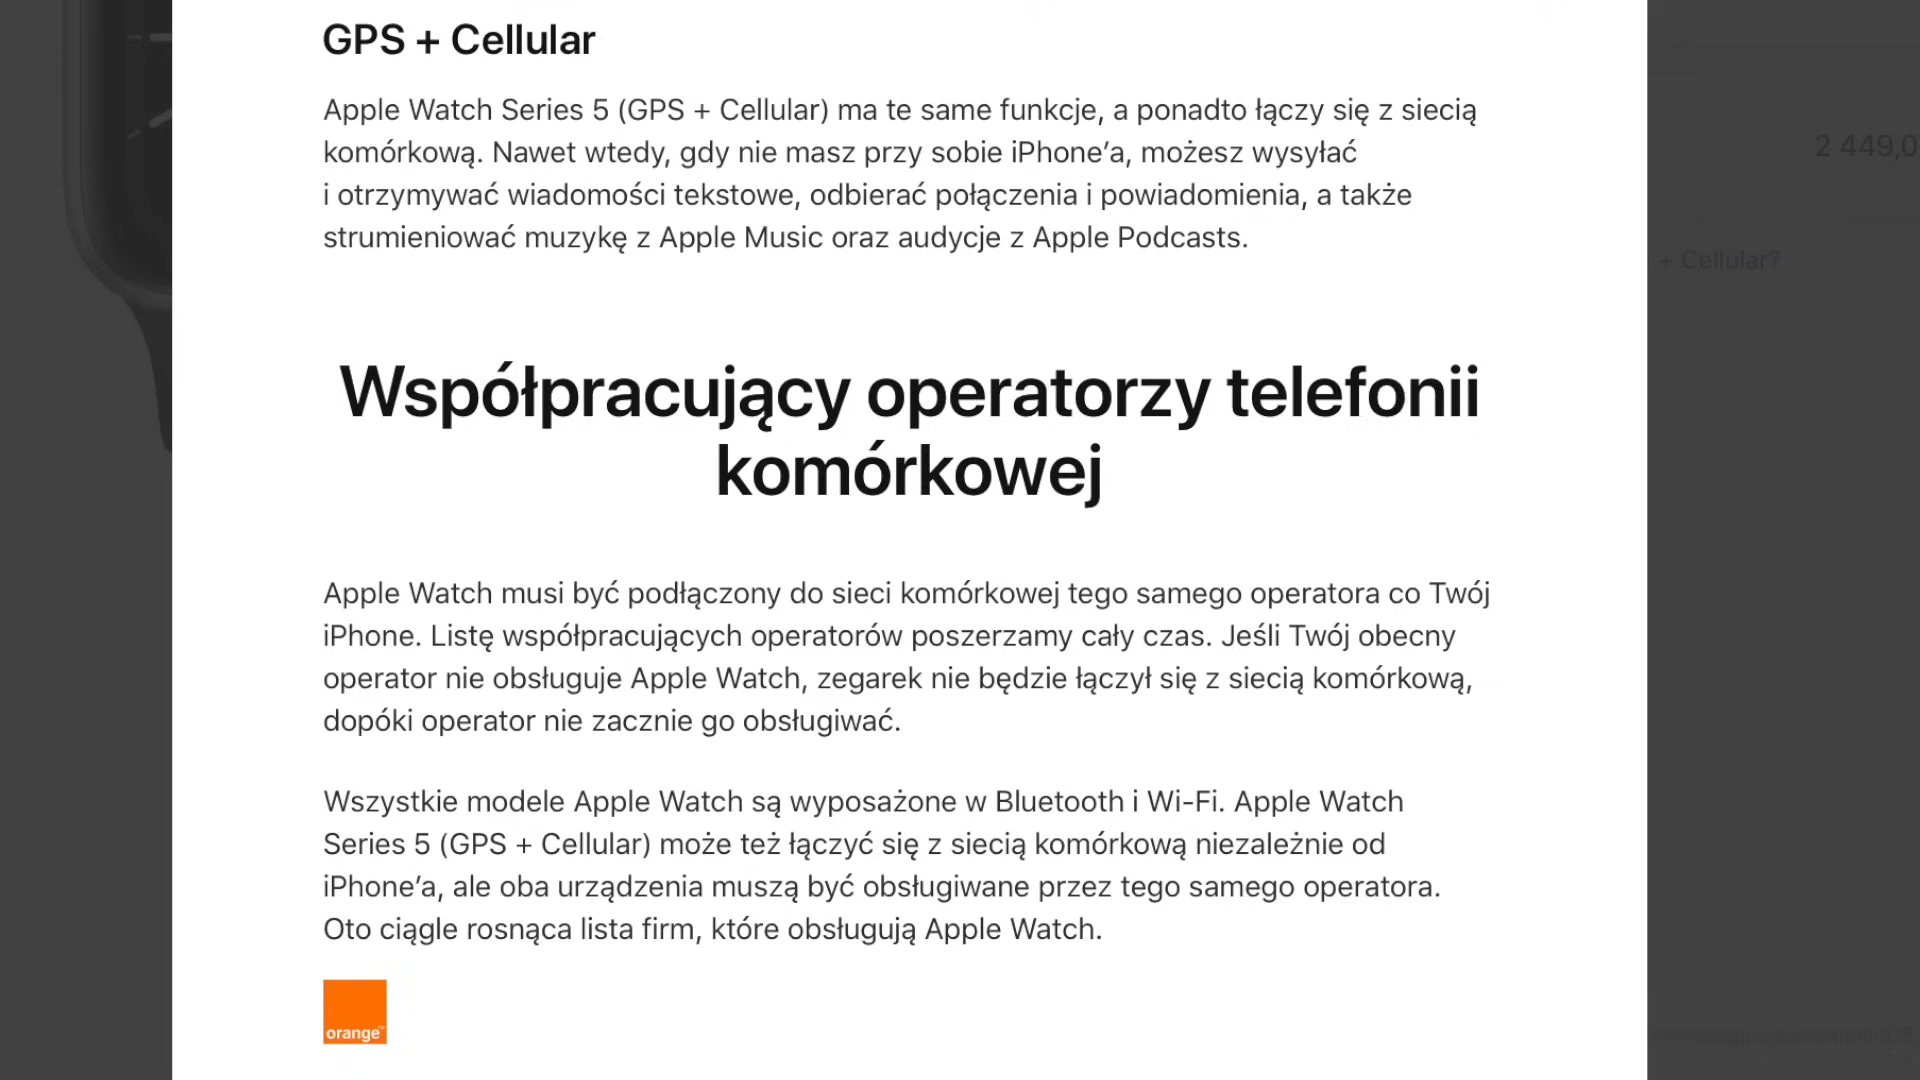 GPS + Cellular
Apple Watch Series 5 (GPS + Cellular) ma te same funkcje, a ponadto łączy się z siecią
komórkową. Nawet wtedy, gdy nie masz przy sobie iPhone’a, możesz wysyłać
i otrzymywać wiadomości tekstowe, odbierać połączenia i powiadomienia, a także
strumieniować muzykę z Apple Music oraz audycje z Apple Podcasts.
2 449,0
+ Cellular?
Współpracujący operatorzy telefonii
komórkowej
Apple Watch musi być podłączony do sieci komórkowej tego samego operatora co Twój
iPhone. Listę współpracujących operatorów poszerzamy cały czas. Jeśli Twój obecny
operator nie obsługuje Apple Watch, zegarek nie będzie łączył się z siecią komórkową,
dopóki operator nie zacznie go obsługiwać.
Wszystkie modele Apple Watch są wyposażone w Bluetooth i Wi-Fi. Apple Watch
Series 5 (GPS + Cellular) może też łączyć się z siecią komórkową niezależnie od
iPhone’a, ale oba urządzenia muszą być obsługiwane przez tego samego operatora.
Oto ciągle rosnąca lista firm, które obsługują Apple Watch.
orange™